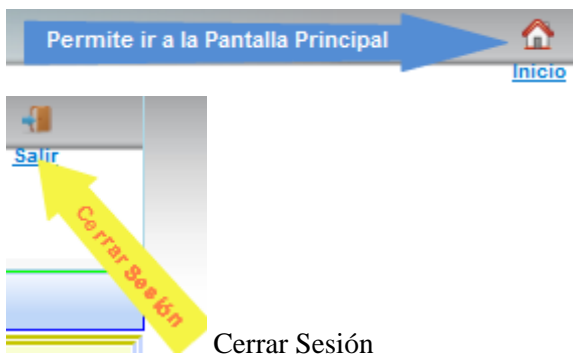 Permite ir a la Pantalla Principal
Inicio
Salir
Cerrar Sesión
Cerrar Sesión